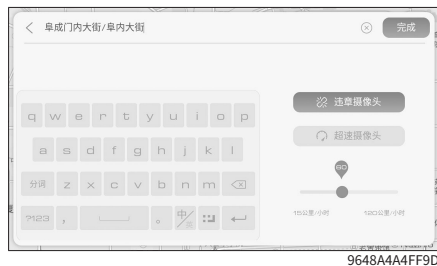 阜成门内大街/阜内大街
完成
q w e r t y u i o p
a s d f g h j k l
分词 z x c v b n m
?123 , 。 中/英
违章摄像头
超速摄像头
60
15公里/小时 120公里/小时
9648A4A4FF9D